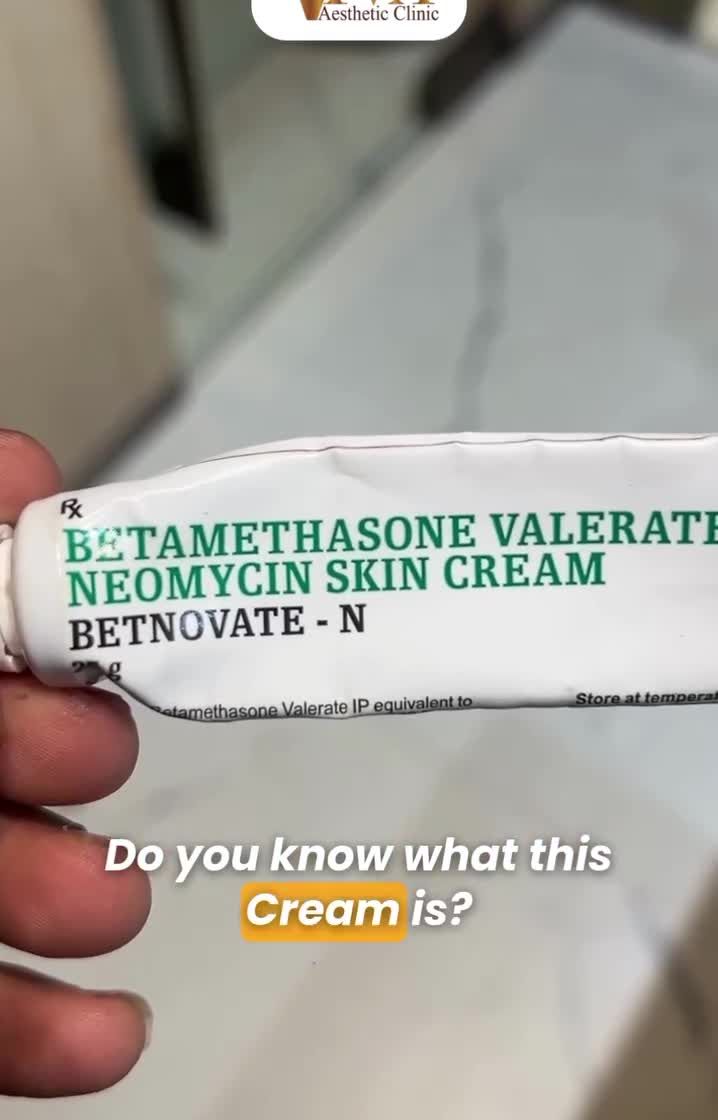 Aesthetic Clinic
Rx
BETAMETHASONE VALERATE
NEOMYCIN SKIN CREAM
BETNOVATE - N
g
Betamethasone Valerate IP equivalent to
Store at
Do you know what this
Cream is?